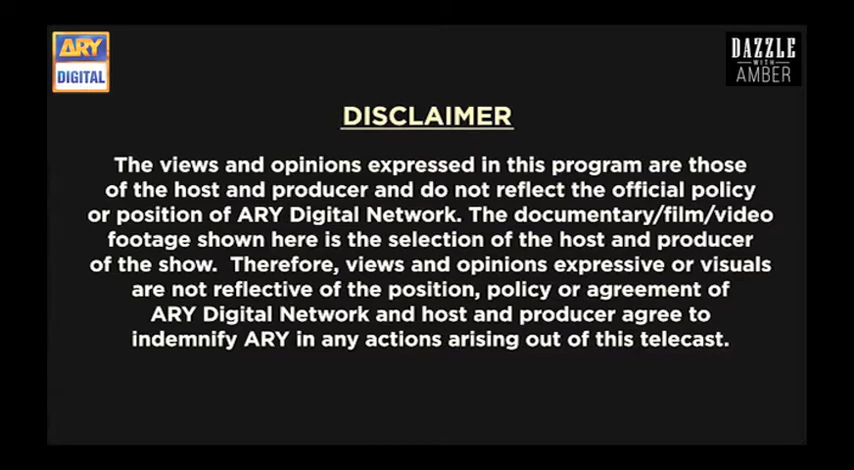 ARY
DIGITAL
DAZZLE
WITH
AMBER
DISCLAIMER
The views and opinions expressed in this program are those
of the host and producer and do not reflect the official policy
or position of ARY Digital Network. The documentary/film/video
footage shown here is the selection of the host and producer
of the show. Therefore, views and opinions expressive or visuals
are not reflective of the position, policy or agreement of
ARY Digital Network and host and producer agree to
indemnify ARY in any actions arising out of this telecast.